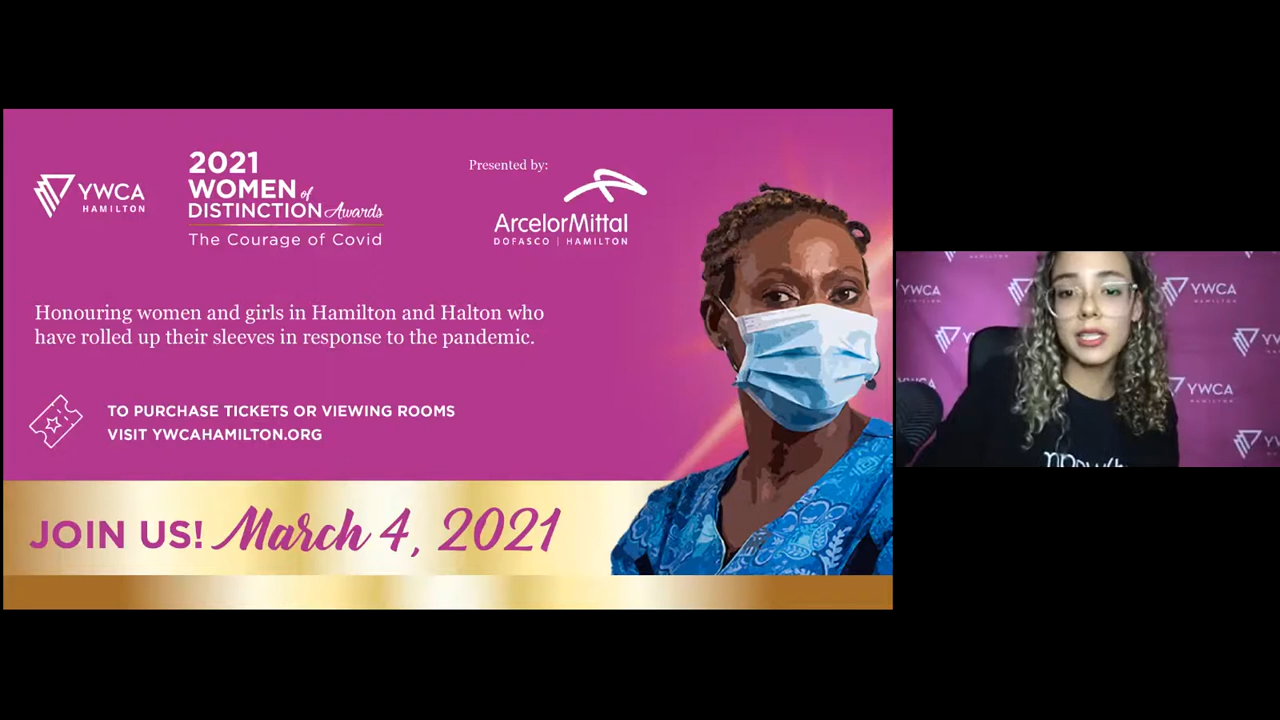 YWCA
HAMILTON
2021
WOMEN of
DISTINCTION Awards
The Courage of Covid
Presented by:
ArcelorMittal
DOFASCO | HAMILTON
Honouring women and girls in Hamilton and Halton who
have rolled up their sleeves in response to the pandemic.
TO PURCHASE TICKETS OR VIEWING ROOMS
VISIT YWCAHAMILTON.ORG
JOIN US! March 4, 2021
YWCA
HAMILTON
YWCA
YWCA
YWCA
HAMILTON